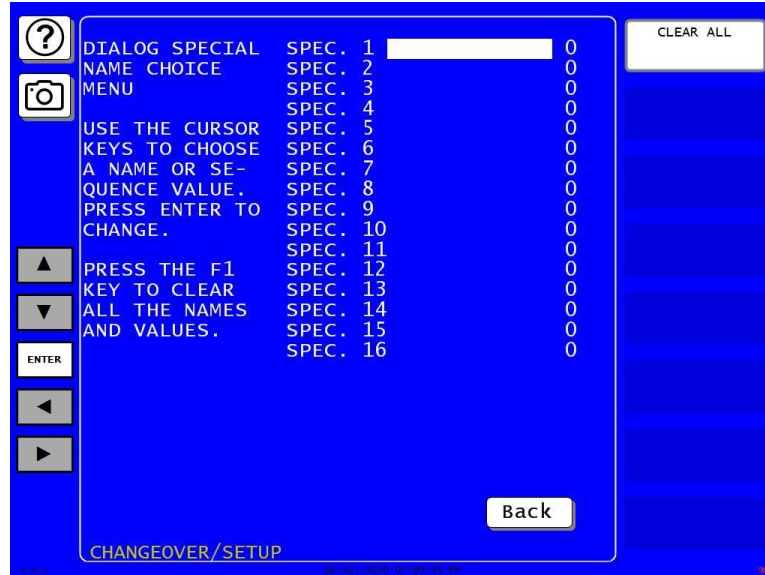 ?
CLEAR ALL
DIALOG SPECIAL SPEC. 1 0
NAME CHOICE SPEC. 2 0
MENU SPEC. 3 0
SPEC. 4 0
USE THE CURSOR SPEC. 5 0
KEYS TO CHOOSE SPEC. 6 0
A NAME OR SE- SPEC. 7 0
QUENCE VALUE. SPEC. 8 0
PRESS ENTER TO SPEC. 9 0
CHANGE. SPEC. 10 0
SPEC. 11 0
PRESS THE F1 SPEC. 12 0
KEY TO CLEAR SPEC. 13 0
ALL THE NAMES SPEC. 14 0
AND VALUES. SPEC. 15 0
SPEC. 16 0
ENTER
Back
CHANGEOVER/SETUP